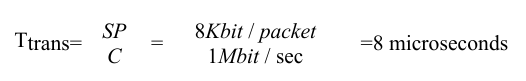 Ttrans= SP/C = 8Kbit / packet / 1Mbit / sec =8 microseconds